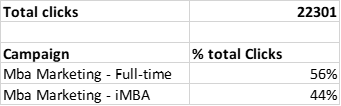 Total clicks 22301
Campaign % total Clicks
Mba Marketing - Full-time 56%
Mba Marketing - iMBA 44%